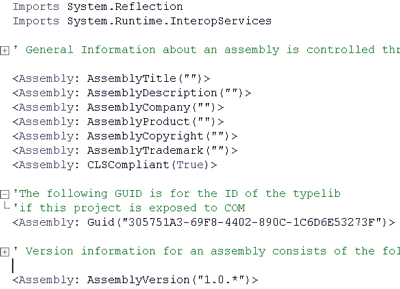 Imports System.Reflection
Imports System.Runtime.InteropServices
' General Information about an assembly is controlled thr
<Assembly: AssemblyTitle("")>
<Assembly: AssemblyDescription("")>
<Assembly: AssemblyCompany("")>
<Assembly: AssemblyProduct("")>
<Assembly: AssemblyCopyright("")>
<Assembly: AssemblyTrademark("")>
<Assembly: CLSCompliant(True)>
'The following GUID is for the ID of the typelib
'if this project is exposed to COM
<Assembly: Guid("305751A3-69F8-4402-890C-1C6D6E53273F")>
' Version information for an assembly consists of the fol
<Assembly: AssemblyVersion("1.0.*")>